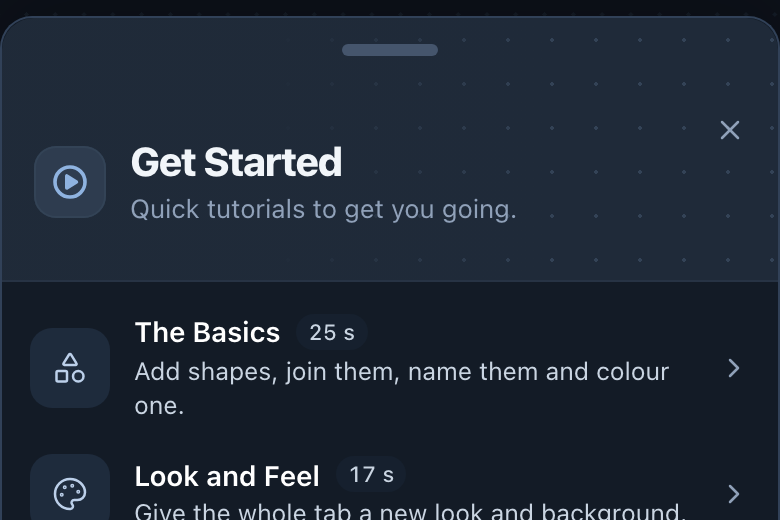 Get Started
Quick tutorials to get you going.
The Basics 25 s
Add shapes, join them, name them and colour
one.
Look and Feel 17 s
Give the whole tab a new look and background.